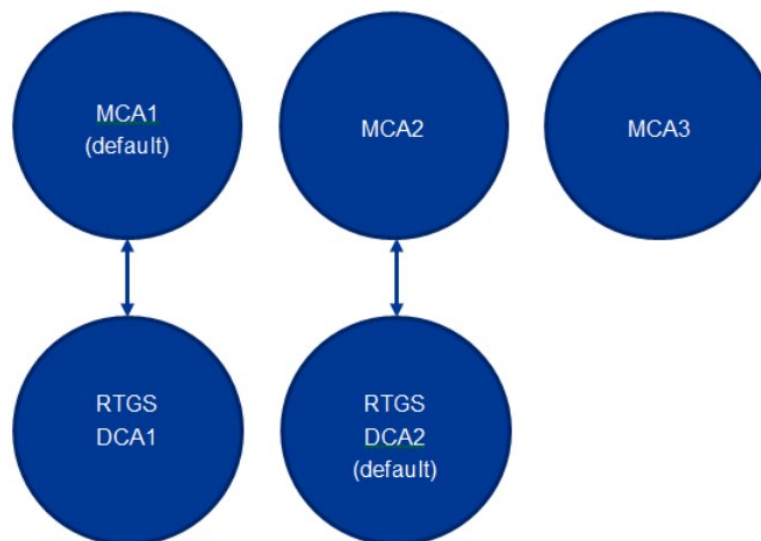 MCA1
(default)
MCA2
MCA3
RTGS
DCA1
RTGS
DCA2
(default)